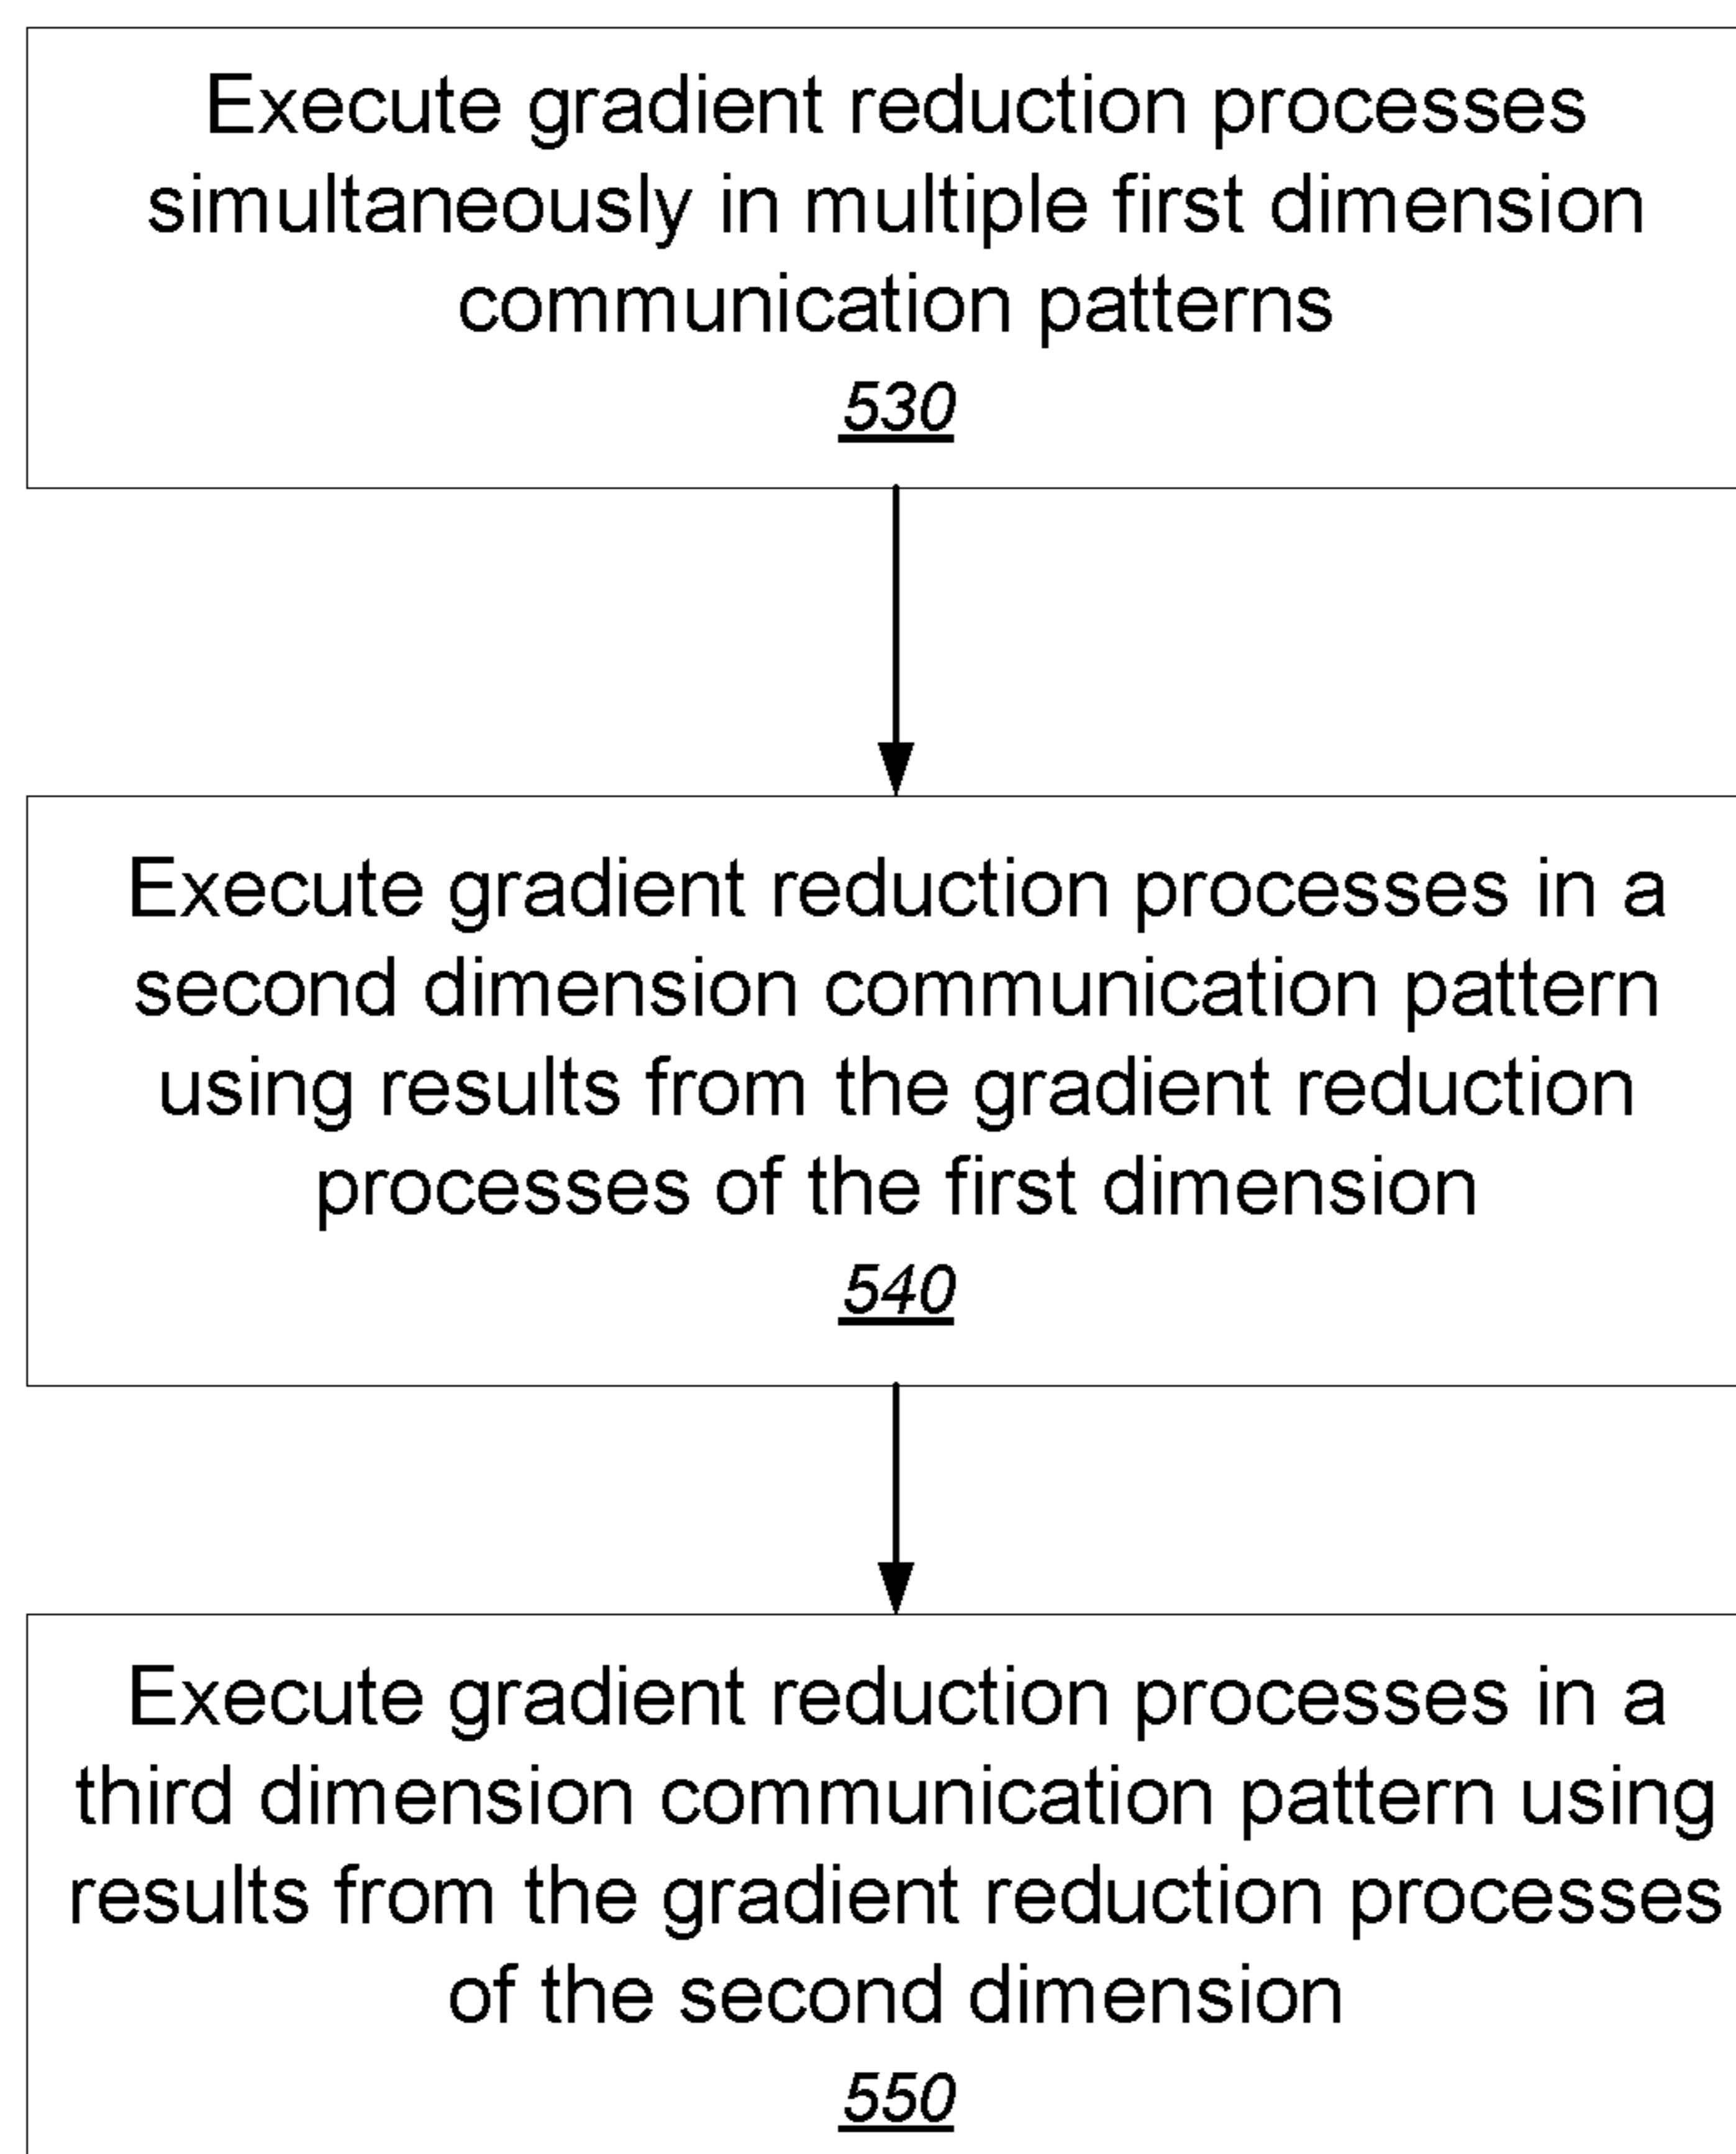 Execute gradient reduction processes
simultaneously in multiple first dimension
communication patterns
530
Execute gradient reduction processes in a
second dimension communication pattern
using results from the gradient reduction
processes of the first dimension
540
Execute gradient reduction processes in a
third dimension communication pattern using
results from the gradient reduction processes
of the second dimension
550